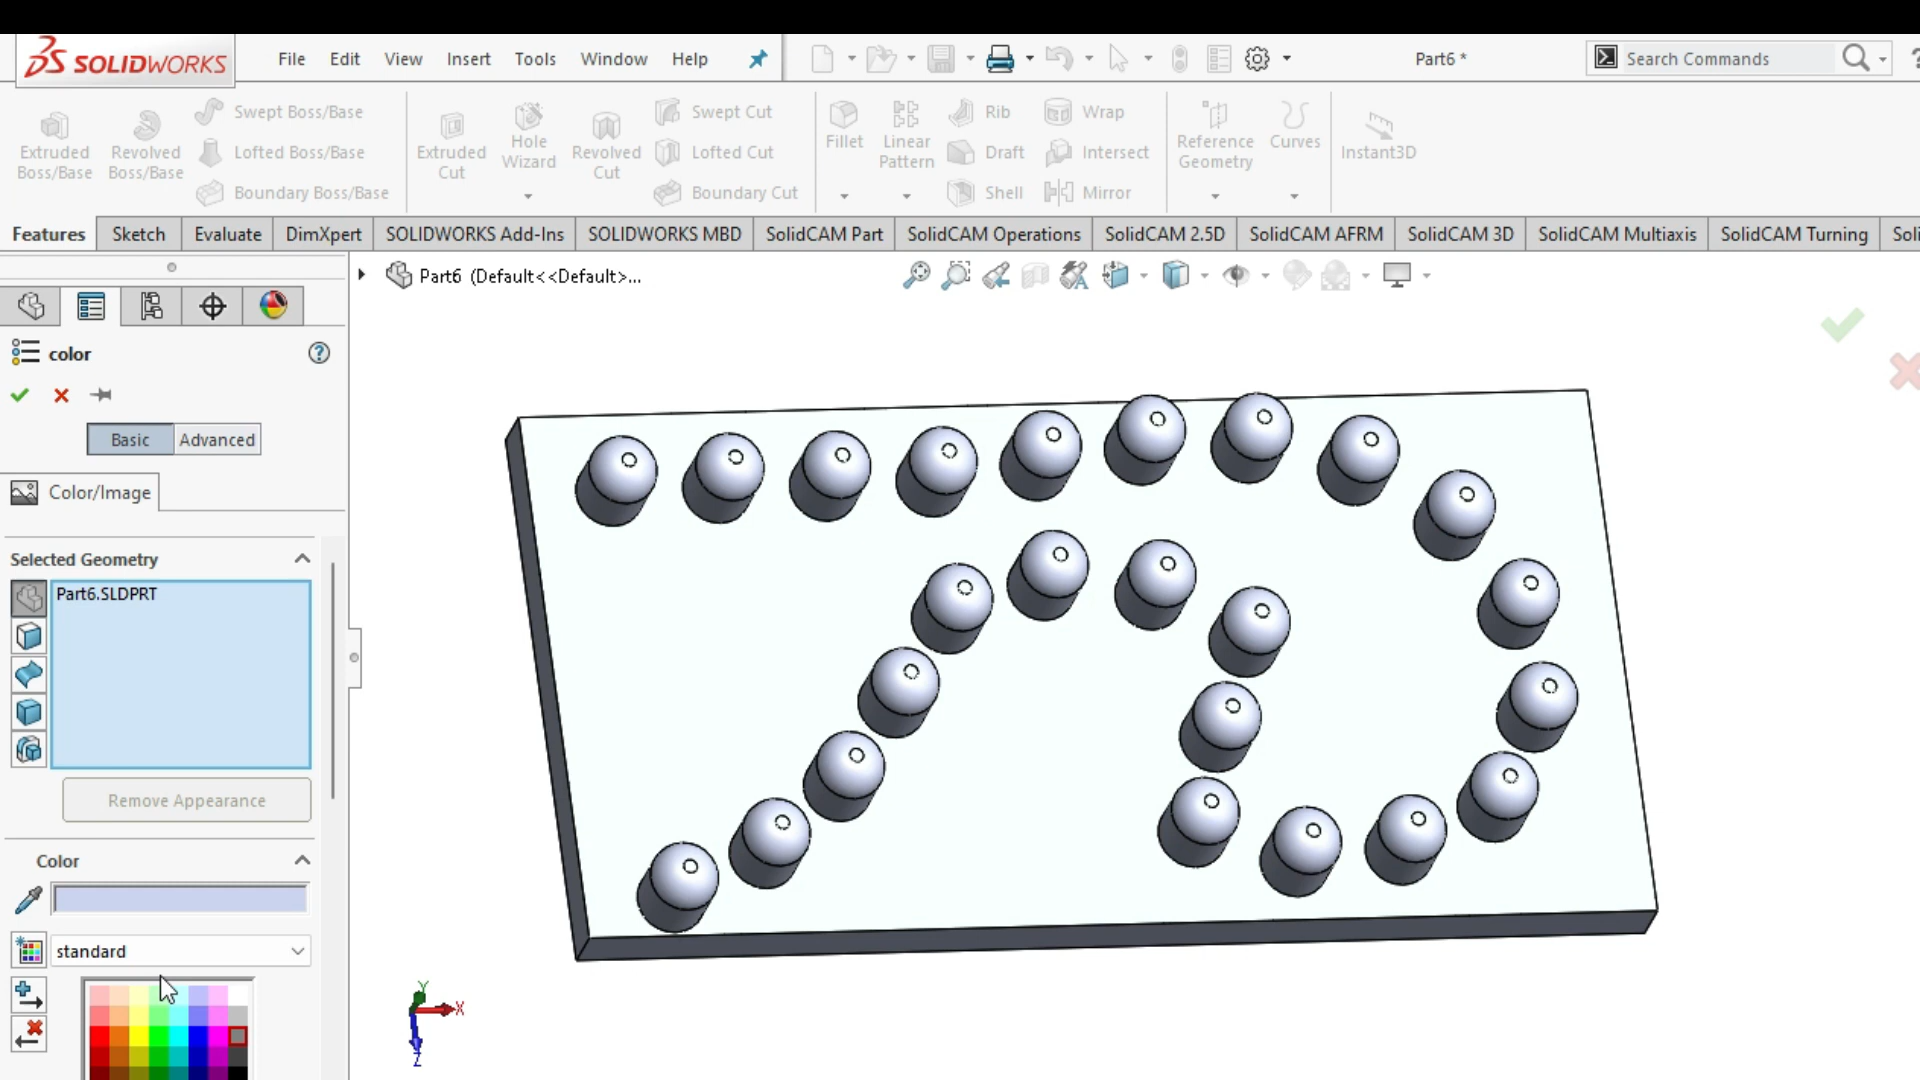 SOLIDWORKS File Edit View Insert Tools Window Help Part6 * Search Commands ?
Extruded Boss/Base
Revolved Boss/Base
Swept Boss/Base
Lofted Boss/Base
Boundary Boss/Base
Extruded Cut
Hole Wizard
Revolved Cut
Swept Cut
Lofted Cut
Boundary Cut
Fillet
Linear Pattern
Rib
Draft
Shell
Wrap
Intersect
Mirror
Reference Geometry
Curves
Instant3D
Features Sketch Evaluate DimXpert SOLIDWORKS Add-Ins SOLIDWORKS MBD SolidCAM Part SolidCAM Operations SolidCAM 2.5D SolidCAM AFRM SolidCAM 3D SolidCAM Multiaxis SolidCAM Turning Soli
Part6 (Default<<Default>...
color
Basic Advanced
Color/Image
Selected Geometry
Part6.SLDPRT
Remove Appearance
Color
standard
Y
X
Z